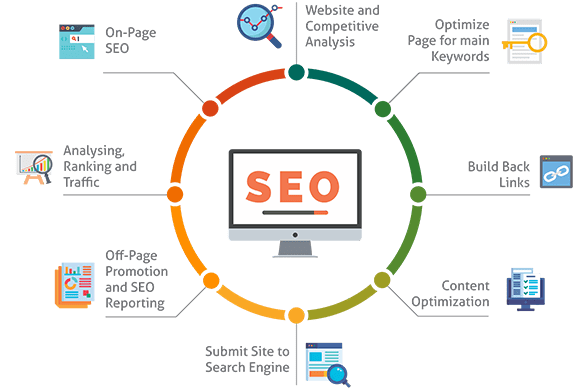 Website and
Competitive
Analysis
Optimize
Page for main
Keywords
Build Back
Links
Content
Optimization
Submit Site to
Search Engine
Off-Page
Promotion
and SEO
Reporting
Analysing,
Ranking and
Traffic
On-Page
SEO
SEO